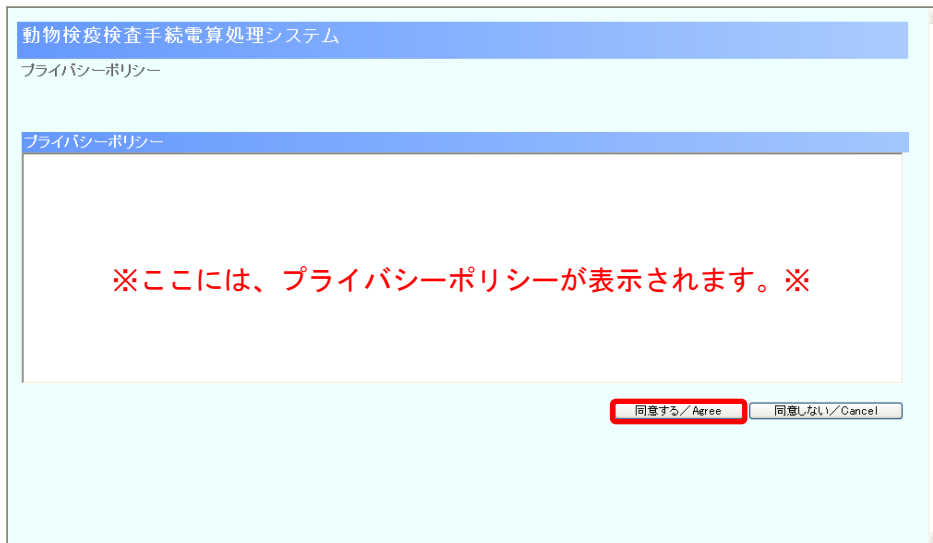 動物検疫検査手続電算処理システム
プライバシーポリシー
プライバシーポリシー
※ここには、プライバシーポリシーが表示されます。※
同意する／Agree
同意しない／Cancel